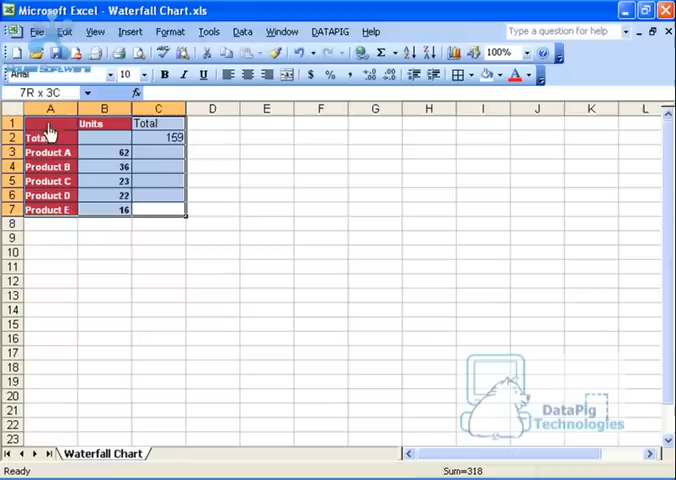 Microsoft Excel - Waterfall Chart.xls
File Edit View Insert Format Tools Data Window DATAPIG Help Type a question for help
100%
Arial 10 B I U $ % A
7R x 3C fx
A B C D E F G H I J K L
1 Units Total
2 159
3 Product A 62
4 Product B 36
5 Product C 23
6 Product D 22
7 Product E 16
8
9
10
11
12
13
14
15
16
17
18
19
20
21
22
23
DataPig
Technologies
Waterfall Chart
Ready Sum=318